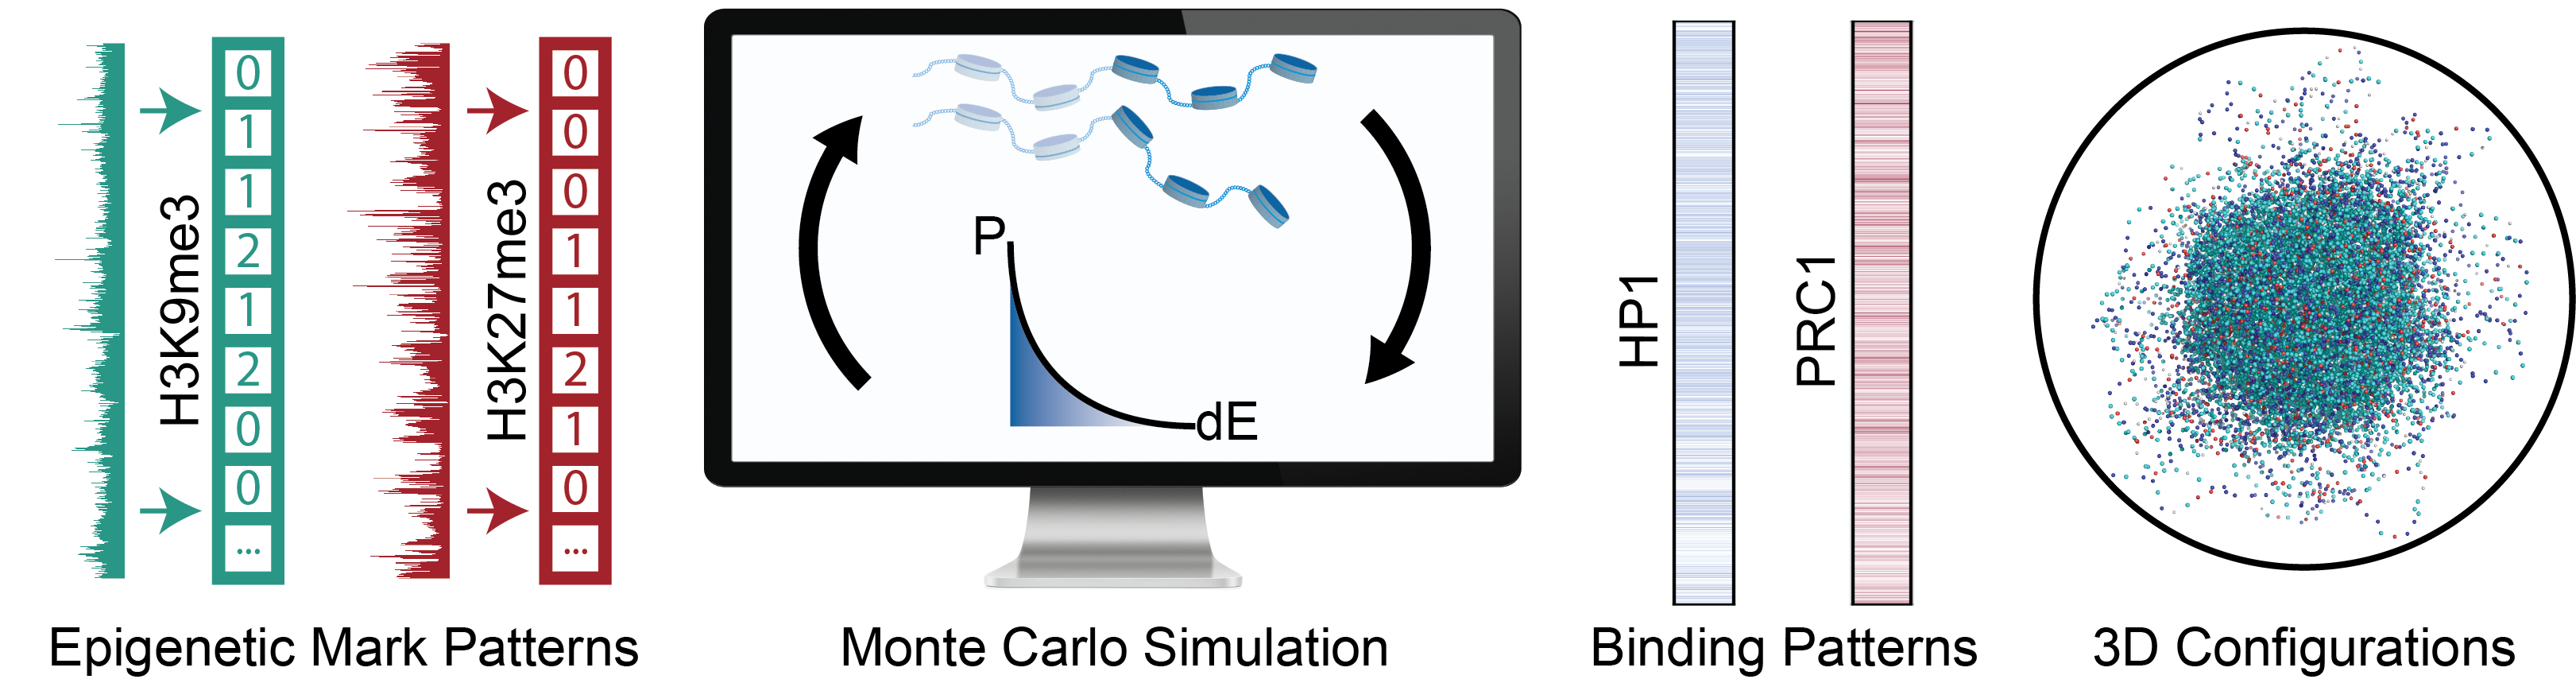 H3K9me3
0
1
1
2
1
2
0
0
...
H3K27me3
0
0
0
1
1
2
1
0
...
Epigenetic Mark Patterns
P
dE
Monte Carlo Simulation
HP1
PRC1
Binding Patterns
3D Configurations